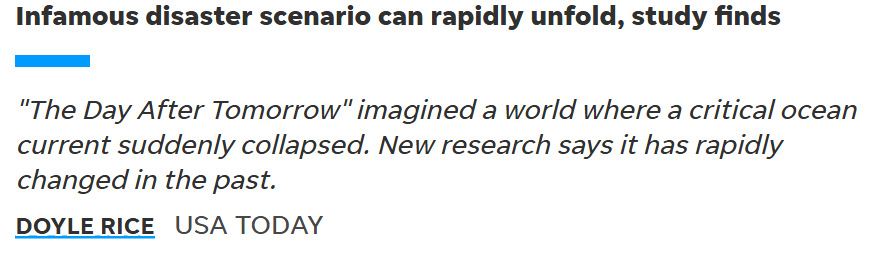 Infamous disaster scenario can rapidly unfold, study finds
"The Day After Tomorrow" imagined a world where a critical ocean
current suddenly collapsed. New research says it has rapidly
changed in the past.
DOYLE RICE USA TODAY